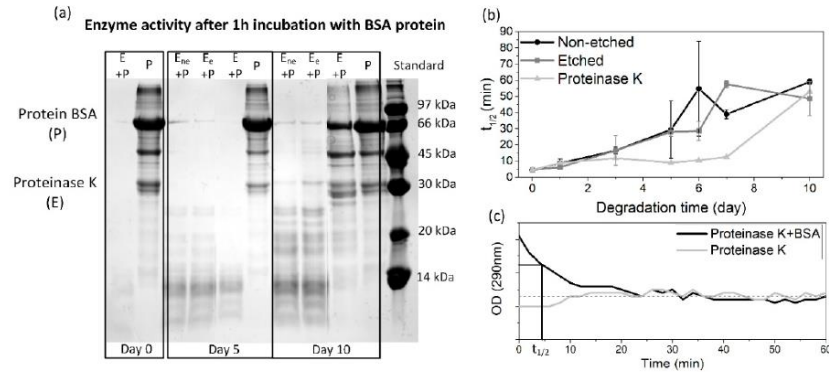 (a)
Enzyme activity after 1h incubation with BSA protein
E
+P
P
Ene
+P
Ee
+P
E
+P
P
Ene
+P
Ee
+P
E
+P
P
Standard
Protein BSA
(P)
Proteinase K
(E)
97 kDa
66 kDa
45 kDa
30 kDa
20 kDa
14 kDa
Day 0
Day 5
Day 10
(b)
Non-etched
Etched
Proteinase K
t1/2 (min)
100
90
80
70
60
50
40
30
20
10
0
2
4
6
8
10
Degradation time (day)
(c)
Proteinase K+BSA
Proteinase K
OD (290nm)
0
10
20
30
40
50
60
t1/2
Time (min)